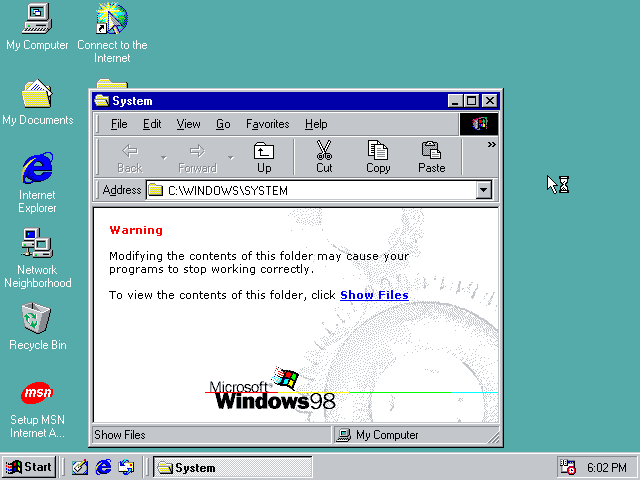 My Computer
Connect to the
Internet
My Documents
Internet
Explorer
Network
Neighborhood
Recycle Bin
msn
Setup MSN
Internet A...
System
File Edit View Go Favorites Help
Back Forward Up Cut Copy Paste »
Address C:\WINDOWS\SYSTEM
Warning
Modifying the contents of this folder may cause your
programs to stop working correctly.
To view the contents of this folder, click Show Files
Microsoft
Windows98
Show Files My Computer
Start System 6:02 PM